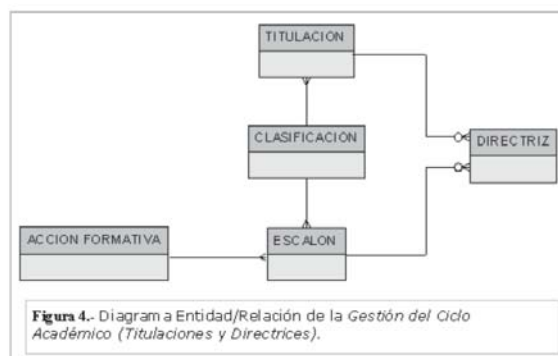 TITULACION
CLASIFICACION
DIRECTRIZ
ACCION FORMATIVA
ESCALON
Figura 4.- Diagrama Entidad/Relación de la Gestión del Ciclo
Académico (Titulaciones y Directrices).